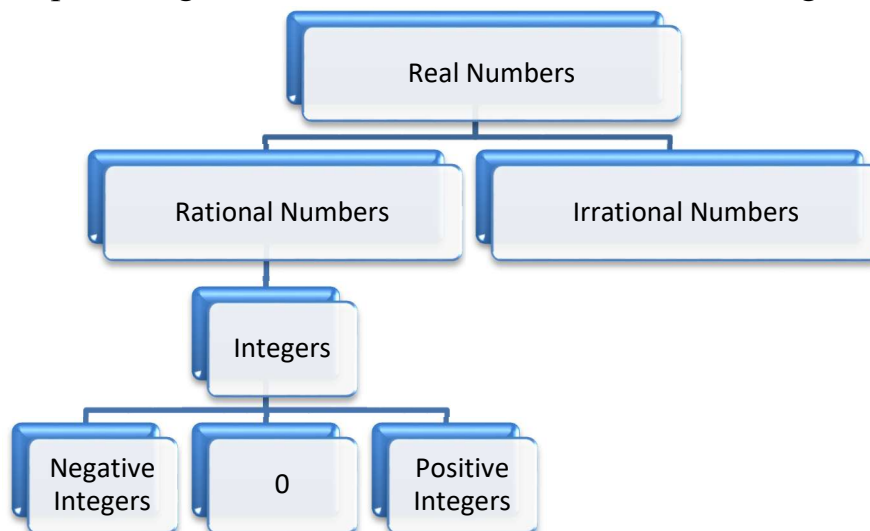 Real Numbers
Rational Numbers
Irrational Numbers
Integers
Negative
Integers
0
Positive
Integers